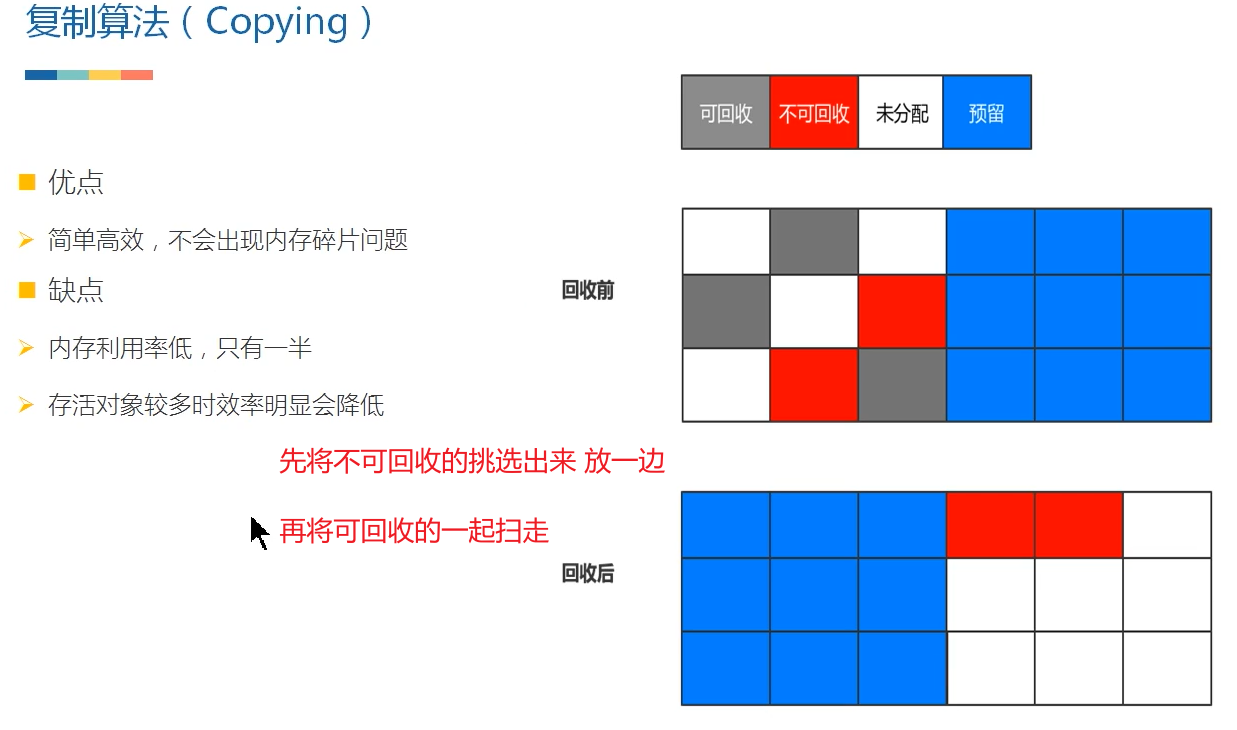 复制算法（Copying）
可回收 不可回收 未分配 预留
优点
简单高效，不会出现内存碎片问题
缺点
回收前
内存利用率低，只有一半
存活对象较多时效率明显会降低
先将不可回收的挑选出来 放一边
再将可回收的一起扫走
回收后